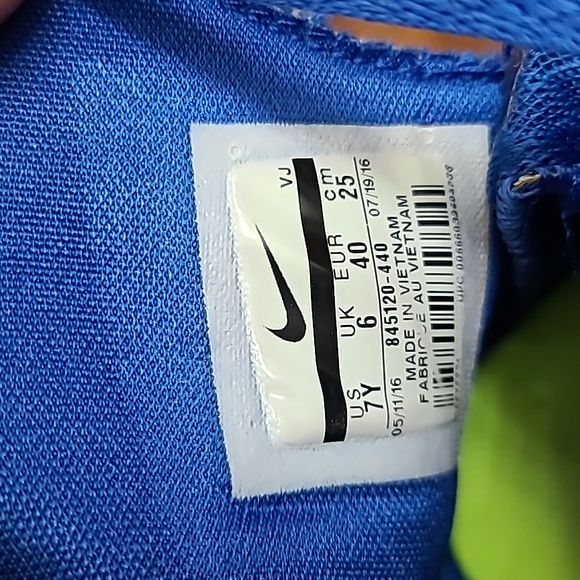 VJ
US UK EUR cm
7Y 6 40 25
05/11/16 07/19/16
845120-440
MADE IN VIETNAM
FABRIQUÉ AU VIETNAM